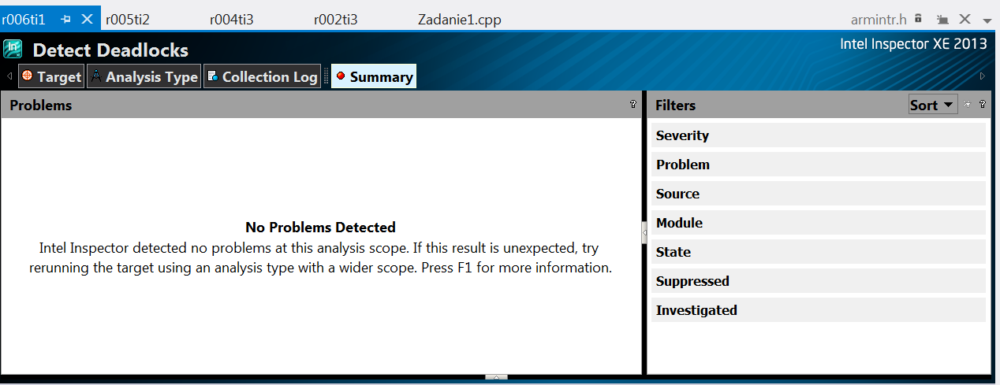 r006ti1 r005ti2 r004ti3 r002ti3 Zadanie1.cpp armintr.h
Detect Deadlocks Intel Inspector XE 2013
Target Analysis Type Collection Log Summary
Problems ?
Filters Sort ?
No Problems Detected
Intel Inspector detected no problems at this analysis scope. If this result is unexpected, try
rerunning the target using an analysis type with a wider scope. Press F1 for more information.
Severity
Problem
Source
Module
State
Suppressed
Investigated